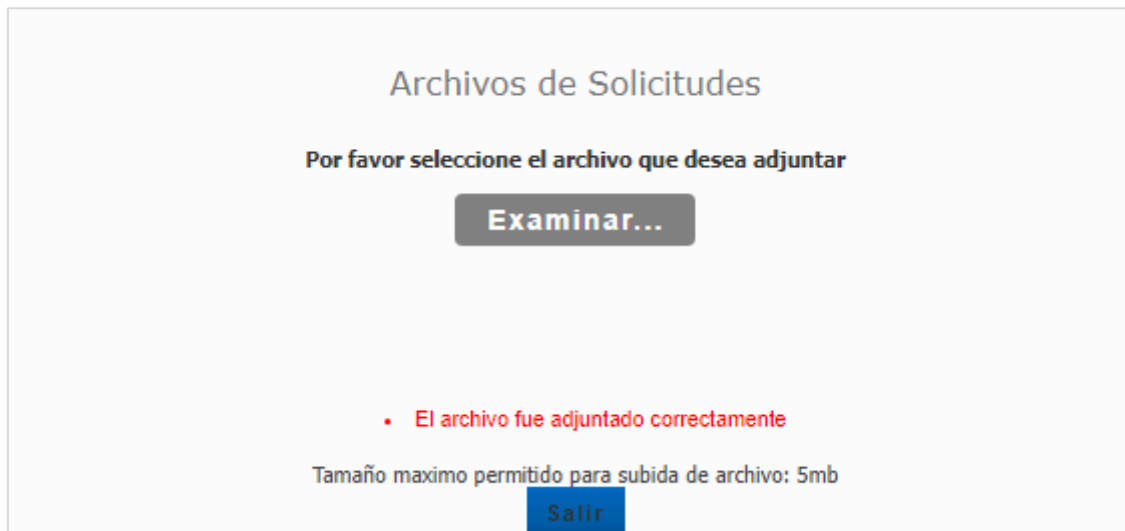 Archivos de Solicitudes
Por favor seleccione el archivo que desea adjuntar
Examinar...
• El archivo fue adjuntado correctamente
Tamaño maximo permitido para subida de archivo: 5mb
Salir